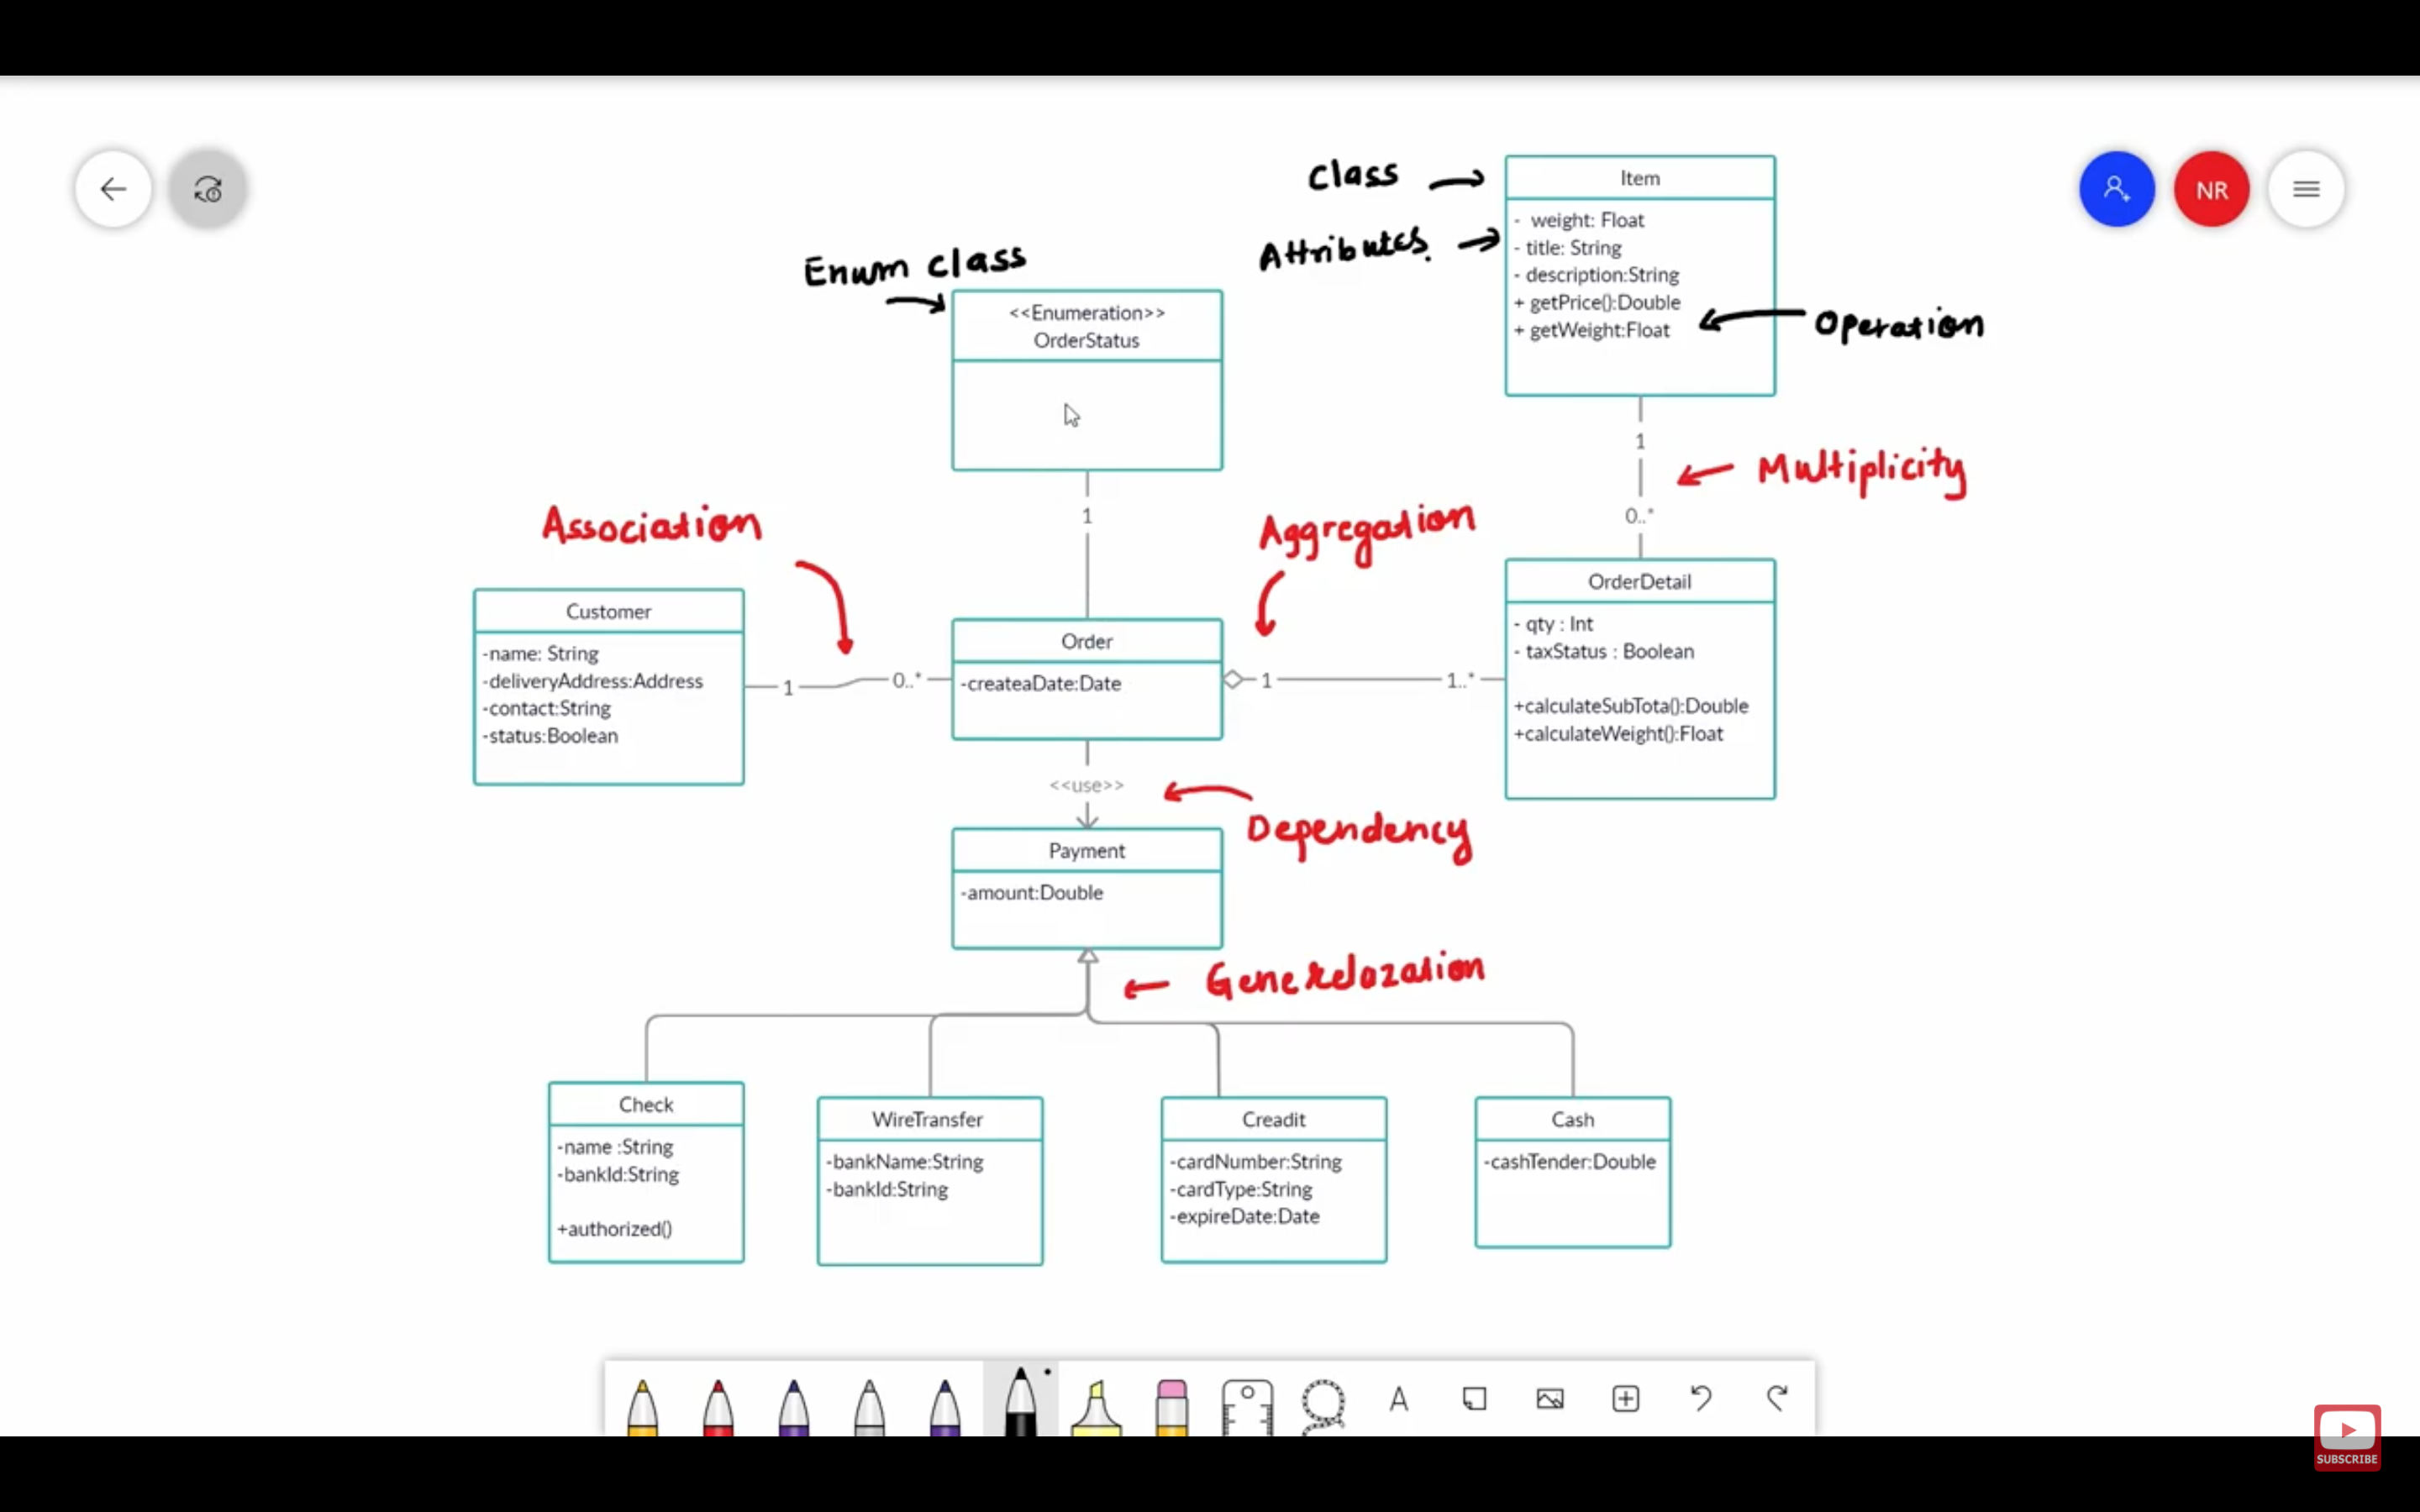 NR
class
Item
- weight: Float
- title: String
- description:String
+ getPrice():Double
+ getWeight:Float
Attributes.
Operation
Enum class
<<Enumeration>>
OrderStatus
1
Multiplicity
0..*
1
Association
Aggregation
Customer
-name: String
-deliveryAddress:Address
-contact:String
-status:Boolean
1
0..*
Order
-createaDate:Date
1
1..*
OrderDetail
- qty : Int
- taxStatus : Boolean
+calculateSubTota():Double
+calculateWeight():Float
<<use>>
Dependency
Payment
-amount:Double
Generelozation
Check
-name :String
-bankId:String
+authorized()
WireTransfer
-bankName:String
-bankId:String
Creadit
-cardNumber:String
-cardType:String
-expireDate:Date
Cash
-cashTender:Double
A
SUBSCRIBE